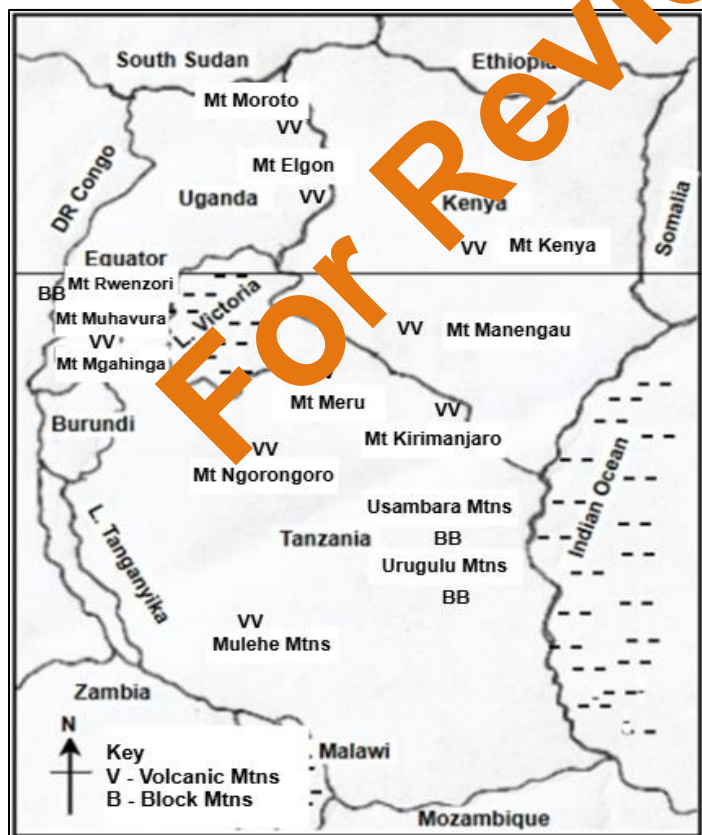 South Sudan
Ethiopia
Mt Moroto
VV
DR Congo
Mt Elgon
VV
Uganda
Kenya
VV
Mt Kenya
Somalia
Equator
BB
Mt Rwenzori
L. Victoria
Mt Muhavura
VV
Mt Mgahinga
VV
Mt Manengau
Mt Meru
VV
Mt Kirimanjaro
Burundi
VV
Mt Ngorongoro
Indian Ocean
L. Tanganyika
Usambara Mtns
Tanzania
BB
Urugulu Mtns
BB
VV
Mulehe Mtns
Zambia
N
Key
V - Volcanic Mtns
B - Block Mtns
Malawi
Mozambique
For Revi